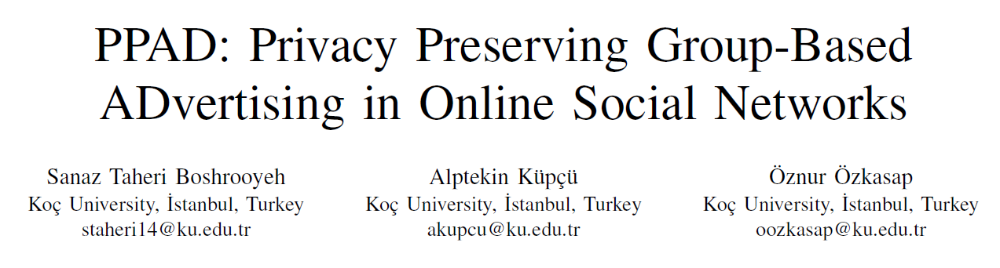 PPAD: Privacy Preserving Group-Based
ADvertising in Online Social Networks
Sanaz Taheri Boshrooyeh
Koç University, İstanbul, Turkey
staheri14@ku.edu.tr
Alptekin Küpçü
Koç University, İstanbul, Turkey
akupcu@ku.edu.tr
Öznur Özkasap
Koç University, İstanbul, Turkey
oozkasap@ku.edu.tr